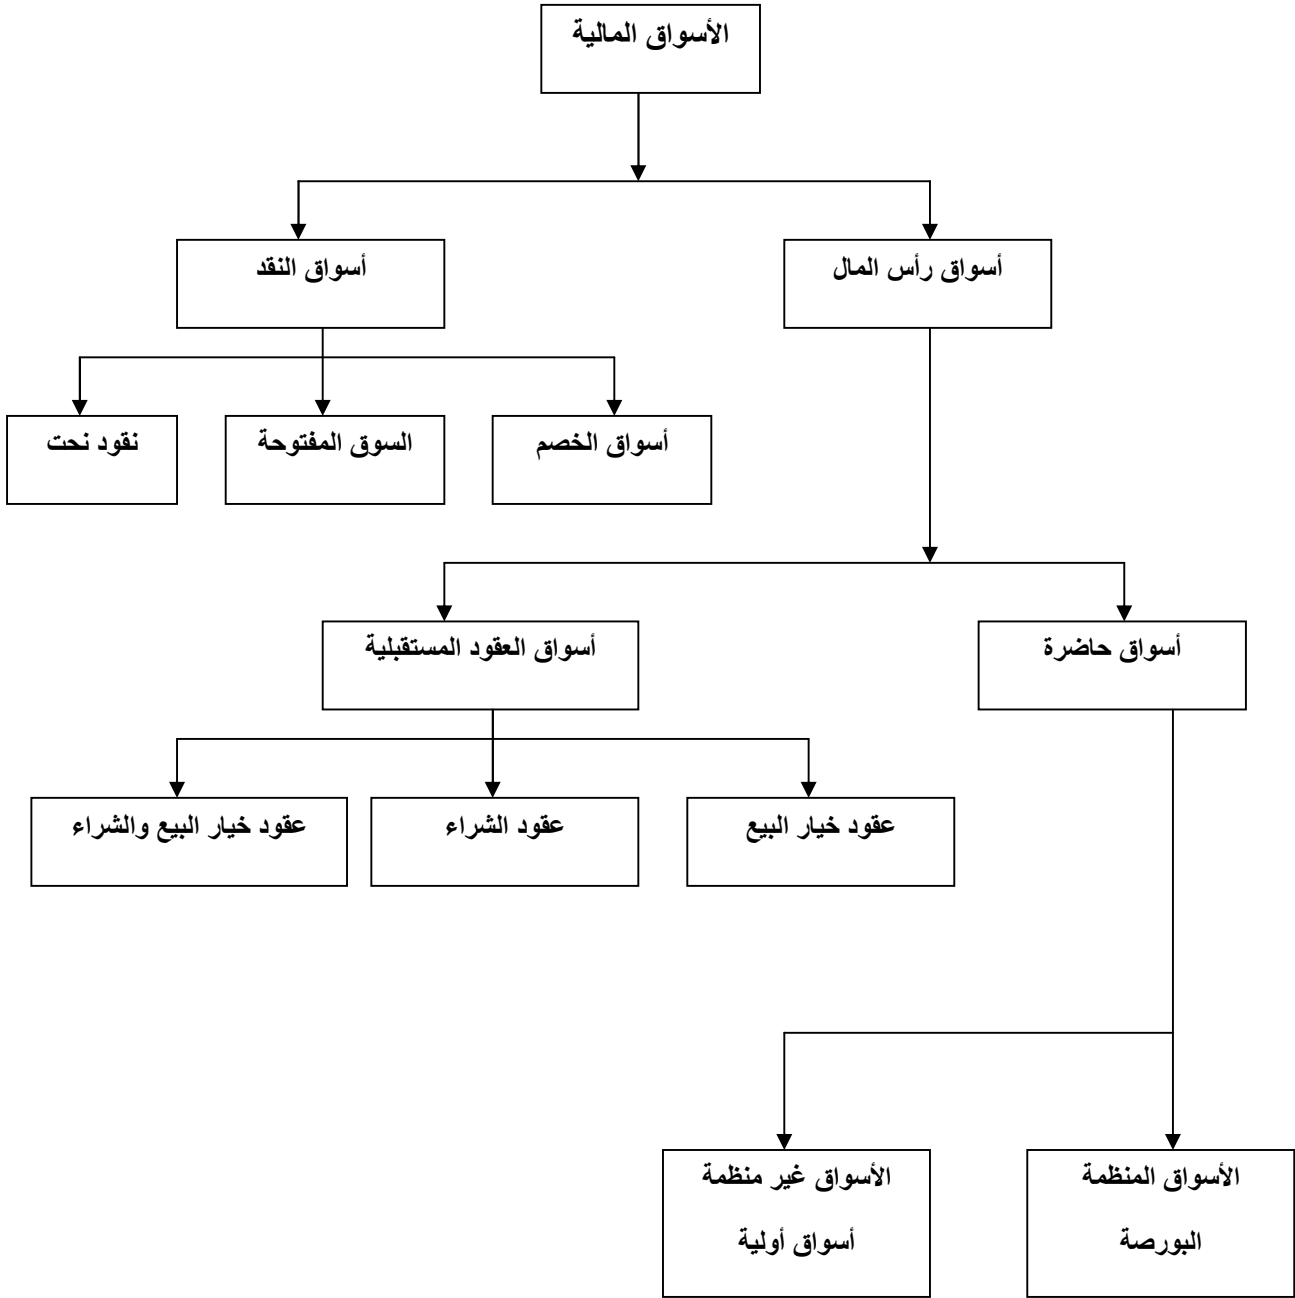 الأسواق المالية
أسواق رأس المال
أسواق النقد
أسواق الخصم
السوق المفتوحة
نقود نحت
أسواق حاضرة
أسواق العقود المستقبلية
عقود خيار البيع
عقود الشراء
عقود خيار البيع والشراء
الأسواق المنظمة
البورصة
الأسواق غير منظمة
أسواق أولية